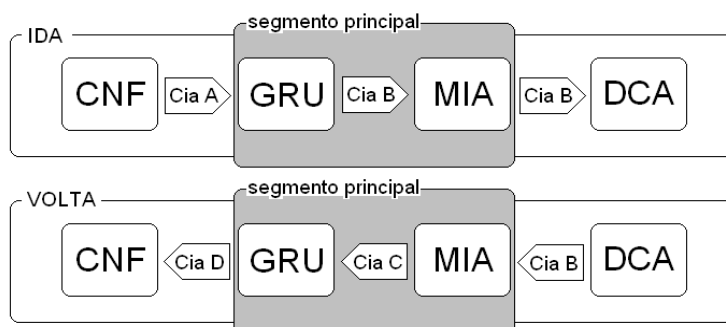 segmento principal
IDA
CNF Cia A GRU Cia B MIA Cia B DCA
segmento principal
VOLTA
CNF Cia D GRU Cia C MIA Cia B DCA